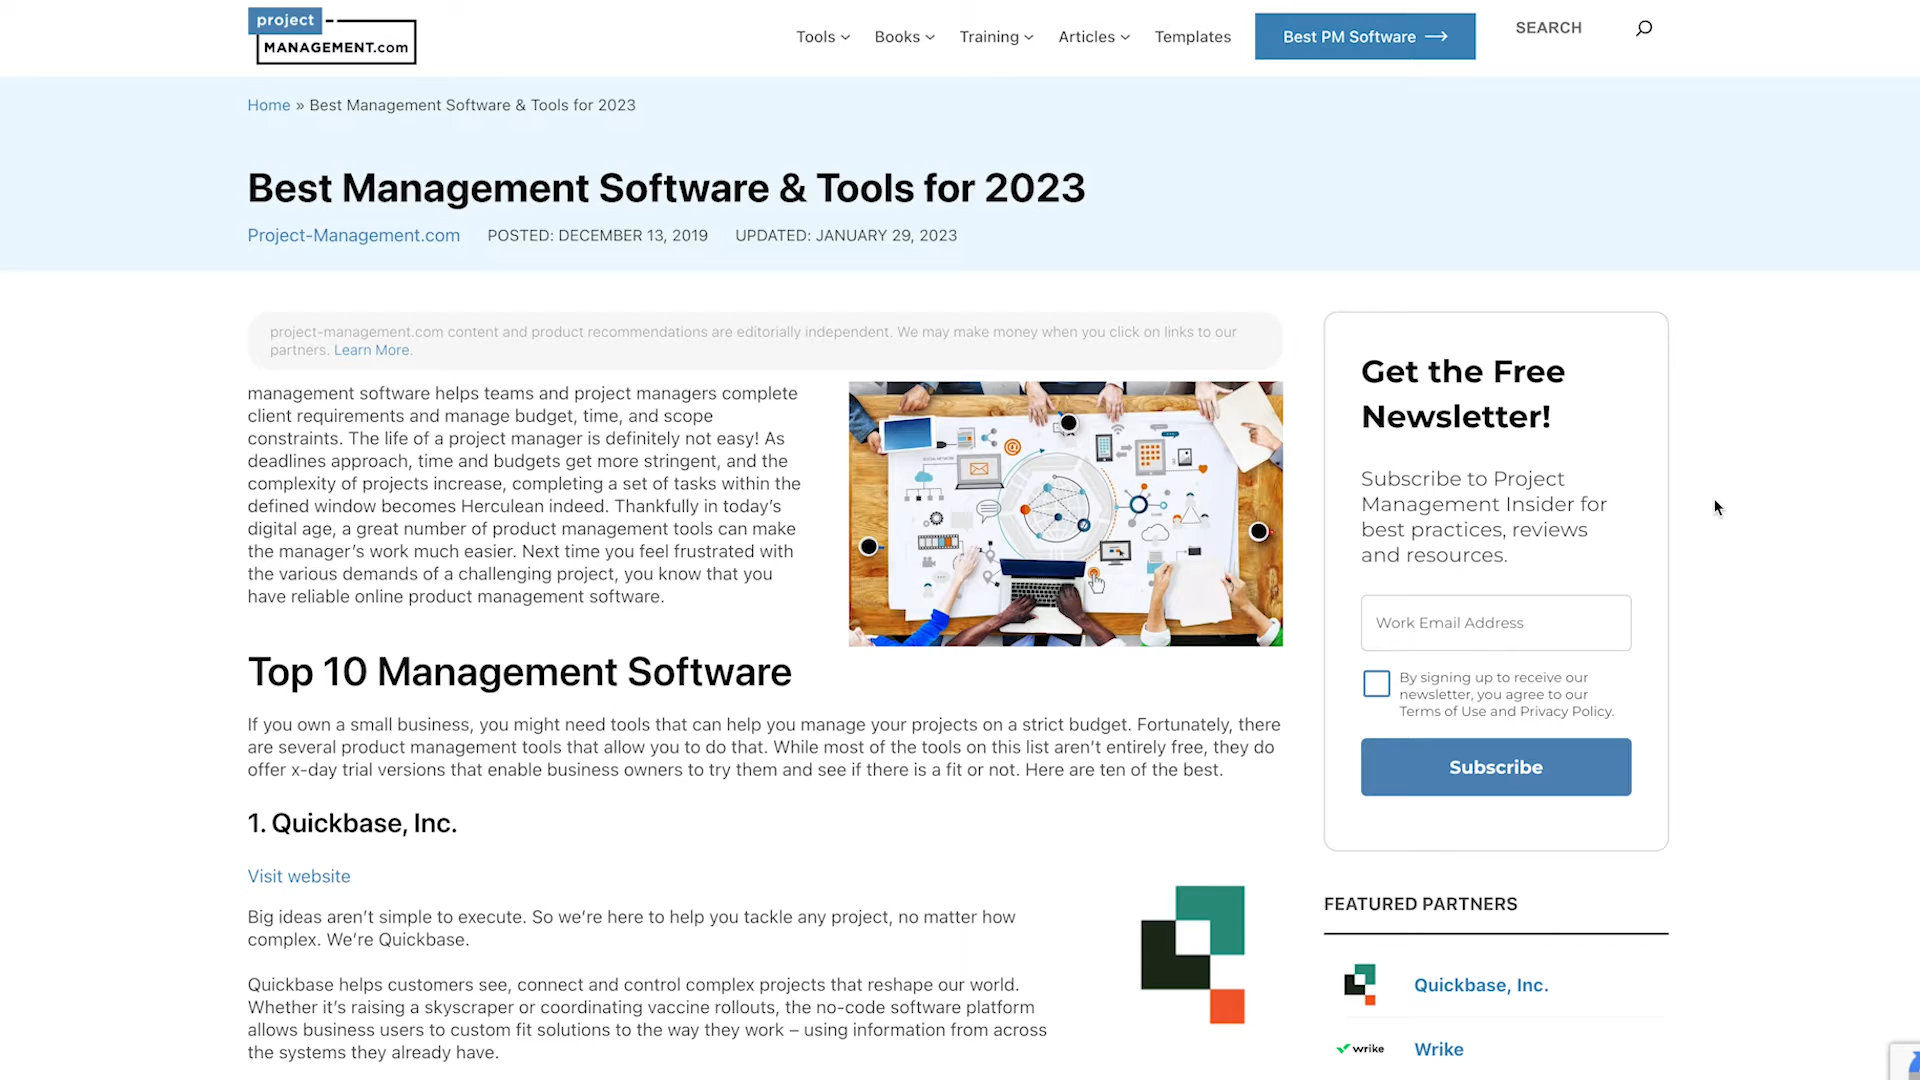 project
MANAGEMENT.com
Tools
Books
Training
Articles
Templates
Best PM Software
SEARCH
Home » Best Management Software & Tools for 2023
Best Management Software & Tools for 2023
Project-Management.com POSTED: DECEMBER 13, 2019 UPDATED: JANUARY 29, 2023
project-management.com content and product recommendations are editorially independent. We may make money when you click on links to our
partners. Learn More.
management software helps teams and project managers complete
client requirements and manage budget, time, and scope
constraints. The life of a project manager is definitely not easy! As
deadlines approach, time and budgets get more stringent, and the
complexity of projects increase, completing a set of tasks within the
defined window becomes Herculean indeed. Thankfully in today’s
digital age, a great number of product management tools can make
the manager’s work much easier. Next time you feel frustrated with
the various demands of a challenging project, you know that you
have reliable online product management software.
Top 10 Management Software
If you own a small business, you might need tools that can help you manage your projects on a strict budget. Fortunately, there
are several product management tools that allow you to do that. While most of the tools on this list aren’t entirely free, they do
offer x-day trial versions that enable business owners to try them and see if there is a fit or not. Here are ten of the best.
1. Quickbase, Inc.
Visit website
Big ideas aren’t simple to execute. So we’re here to help you tackle any project, no matter how
complex. We’re Quickbase.
Quickbase helps customers see, connect and control complex projects that reshape our world.
Whether it’s raising a skyscraper or coordinating vaccine rollouts, the no-code software platform
allows business users to custom fit solutions to the way they work – using information from across
the systems they already have.
Get the Free
Newsletter!
Subscribe to Project
Management Insider for
best practices, reviews
and resources.
Work Email Address
By signing up to receive our
newsletter, you agree to our
Terms of Use and Privacy Policy.
Subscribe
FEATURED PARTNERS
Quickbase, Inc.
wrike
Wrike